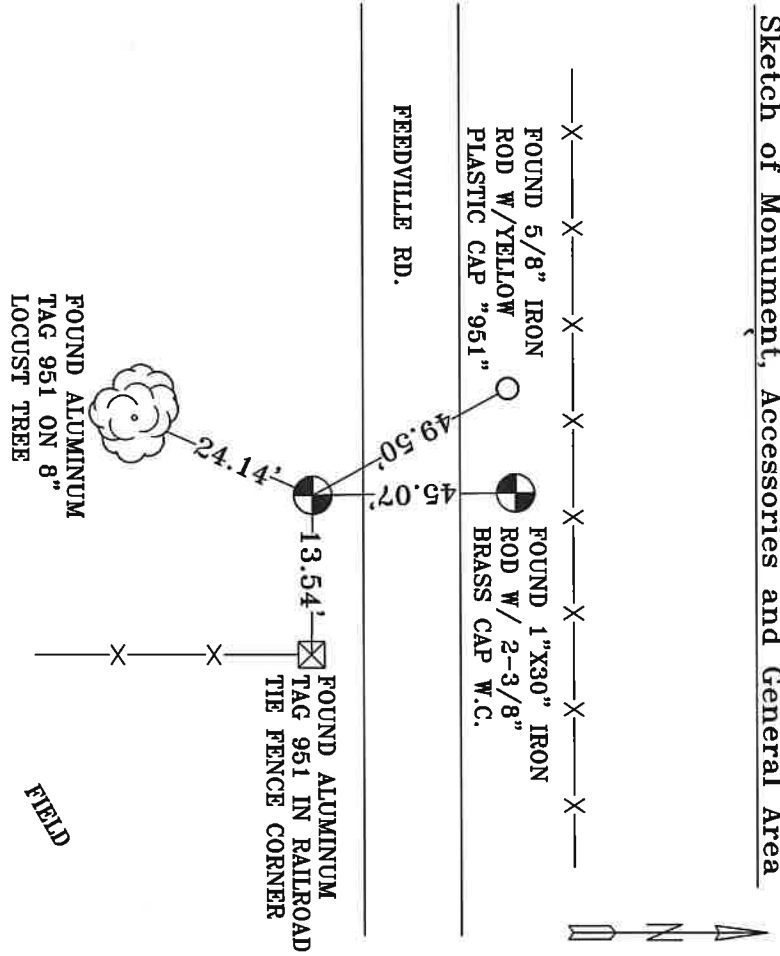 Sketch of Monument, Accessories and General Area
FOUND 5/8" IRON
ROD W/YELLOW
PLASTIC CAP "951"
FOUND 1"X30" IRON
ROD W/ 2-3/8"
BRASS CAP W.C.
FEEDVILLE RD.
49.50'
45.07'
24.14'
13.54'
FOUND ALUMINUM
TAG 951 ON 8"
LOCUST TREE
FOUND ALUMINUM
TAG 951 IN RAILROAD
TIE FENCE CORNER
FIELD
N